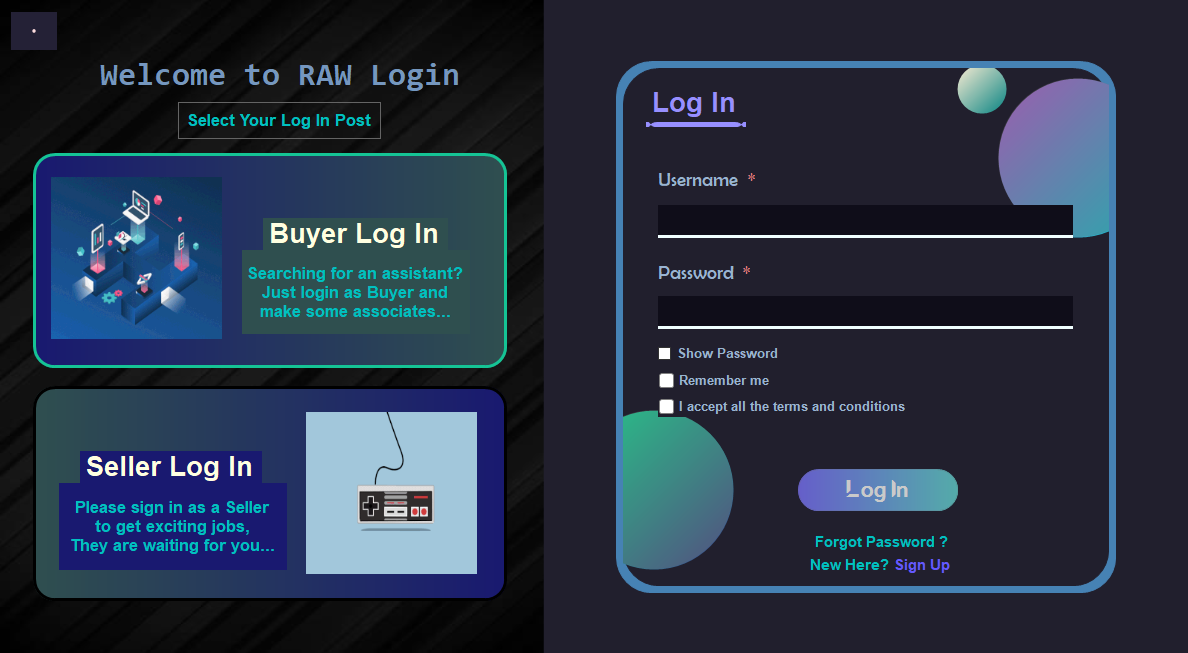 Welcome to RAW Login
Select Your Log In Post
Buyer Log In
Searching for an assistant?
Just login as Buyer and
make some associates...
Seller Log In
Please sign in as a Seller
to get exciting jobs,
They are waiting for you...
Log In
Username *
Password *
Show Password
Remember me
I accept all the terms and conditions
Log In
Forgot Password ?
New Here? Sign Up